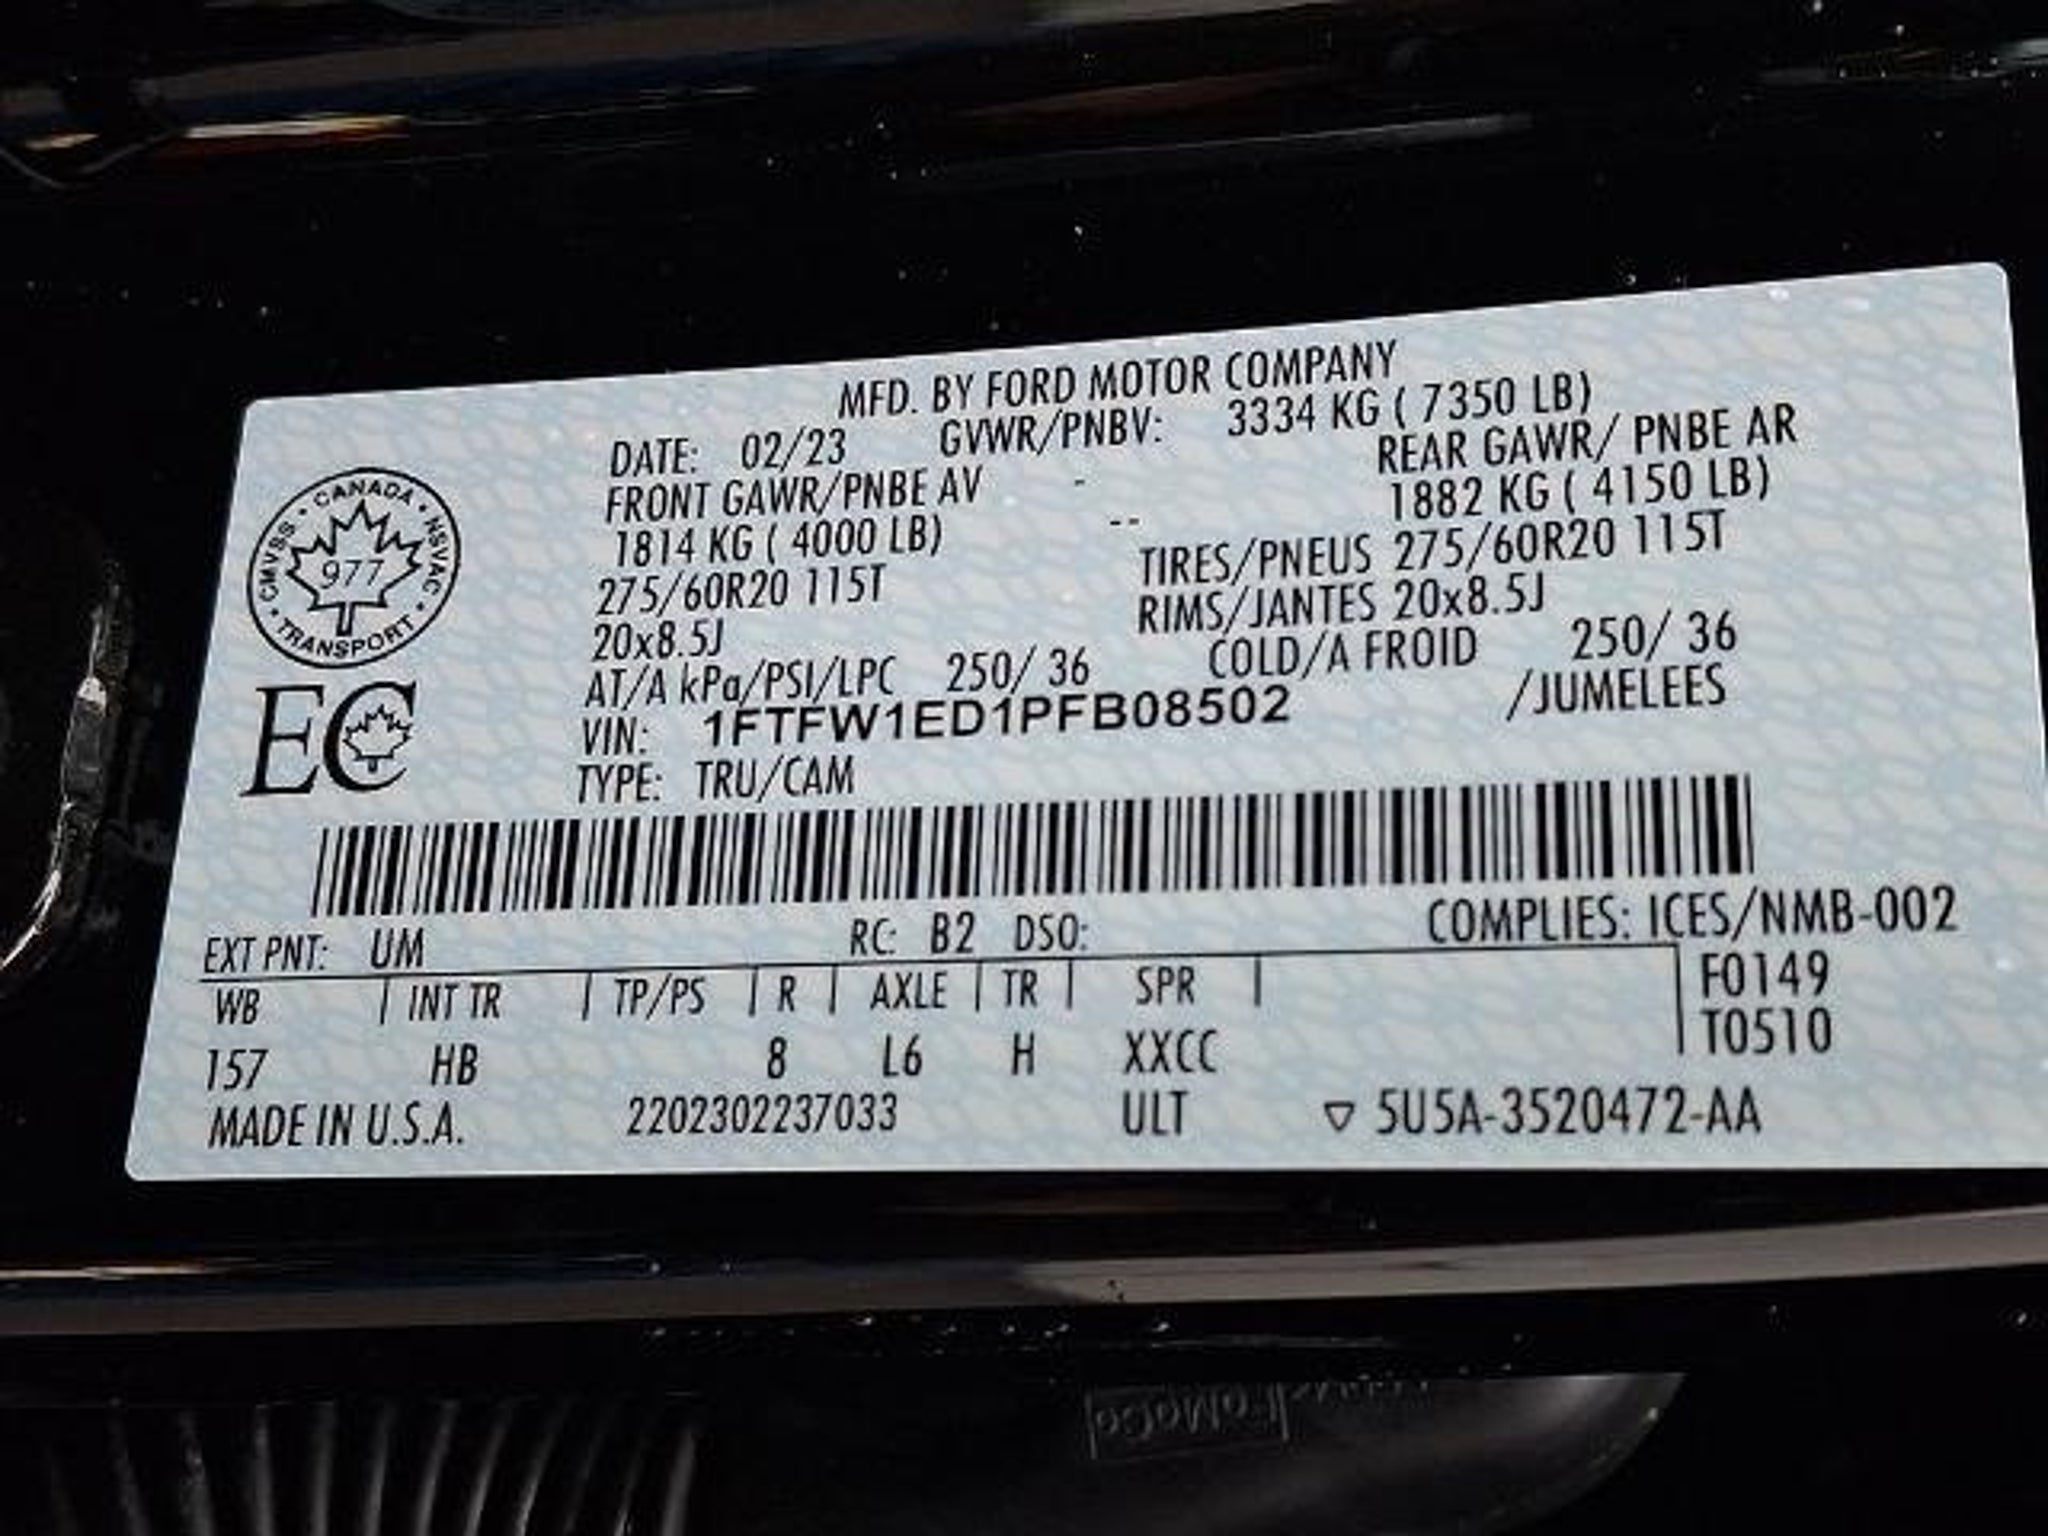 MFD. BY FORD MOTOR COMPANY
DATE: 02/23 GVWR/PNBV: 3334 KG ( 7350 LB)
FRONT GAWR/PNBE AV - REAR GAWR/ PNBE AR
1814 KG ( 4000 LB) -- 1882 KG ( 4150 LB)
275/60R20 115T TIRES/PNEUS 275/60R20 115T
20x8.5J RIMS/JANTES 20x8.5J
AT/A kPa/PSI/LPC 250/ 36 COLD/A FROID 250/ 36
VIN: 1FTFW1ED1PFB08502 /JUMELEES
TYPE: TRU/CAM
CANADA
CMVSS
NSVAC
977
TRANSPORT
EC
EXT PNT: UM RC: B2 DSO: COMPLIES: ICES/NMB-002
WB INT TR TP/PS R AXLE TR SPR F0149
T0510
157 HB 8 L6 H XXCC
MADE IN U.S.A. 2202302237033 ULT ▽ 5U5A-3520472-AA
FoMoCo